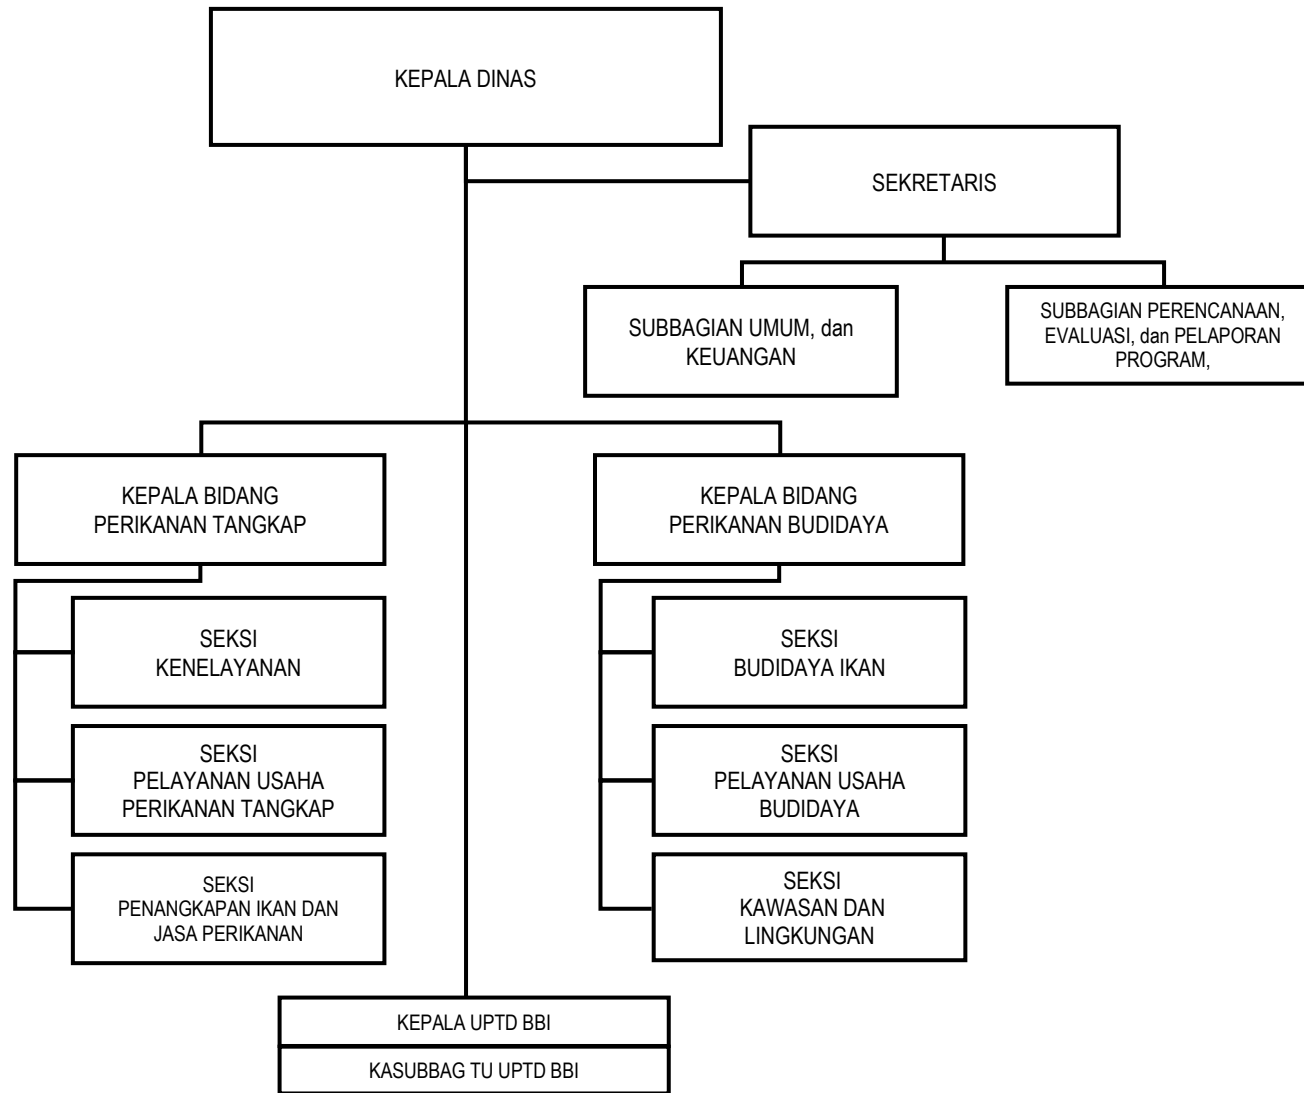 KEPALA DINAS
SEKRETARIS
SUBBAGIAN UMUM, dan
KEUANGAN
SUBBAGIAN PERENCANAAN,
EVALUASI, dan PELAPORAN
PROGRAM,
KEPALA BIDANG
PERIKANAN TANGKAP
KEPALA BIDANG
PERIKANAN BUDIDAYA
SEKSI
KENELAYANAN
SEKSI
PELAYANAN USAHA
PERIKANAN TANGKAP
SEKSI
PENANGKAPAN IKAN DAN
JASA PERIKANAN
SEKSI
BUDIDAYA IKAN
SEKSI
PELAYANAN USAHA
BUDIDAYA
SEKSI
KAWASAN DAN
LINGKUNGAN
KEPALA UPTD BBI
KASUBBAG TU UPTD BBI